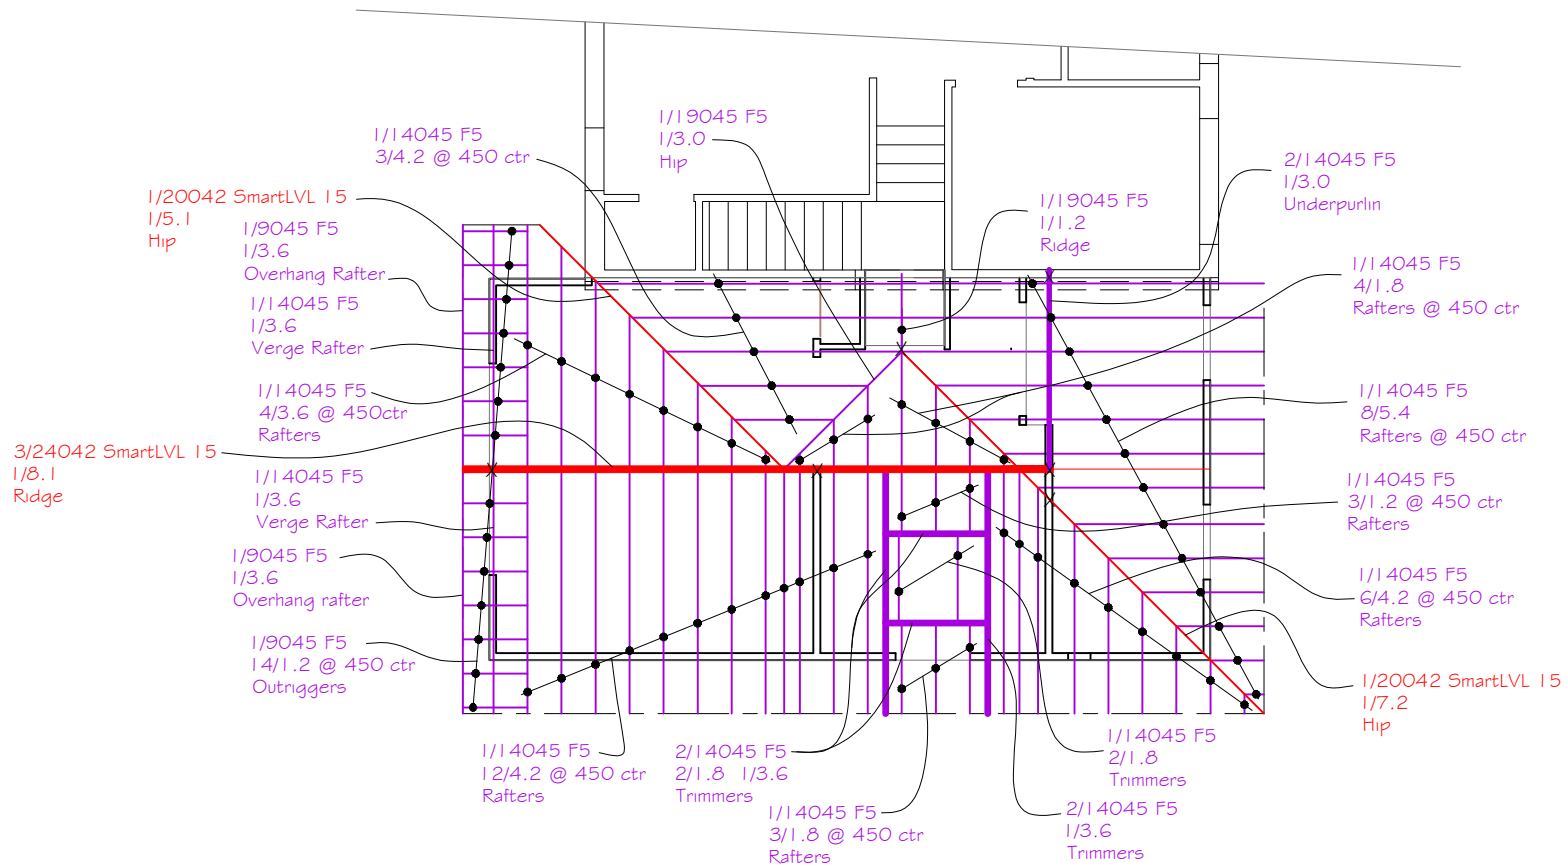 1/14045 F5
3/4.2 @ 450 ctr
1/19045 F5
1/3.0
Hip
2/14045 F5
1/3.0
Underpurlin
1/20042 SmartLVL 15
1/5.1
Hip
1/19045 F5
1/1.2
Ridge
1/9045 F5
1/3.6
Overhang Rafter
1/14045 F5
4/1.8
Rafters @ 450 ctr
1/14045 F5
1/3.6
Verge Rafter
1/14045 F5
4/3.6 @ 450ctr
Rafters
1/14045 F5
8/5.4
Rafters @ 450 ctr
3/24042 SmartLVL 15
1/8.1
Ridge
1/14045 F5
1/3.6
Verge Rafter
1/14045 F5
3/1.2 @ 450 ctr
Rafters
1/9045 F5
1/3.6
Overhang rafter
1/14045 F5
6/4.2 @ 450 ctr
Rafters
1/9045 F5
14/1.2 @ 450 ctr
Outriggers
1/20042 SmartLVL 15
1/7.2
Hip
1/14045 F5
12/4.2 @ 450 ctr
Rafters
2/14045 F5
2/1.8 1/3.6
Trimmers
1/14045 F5
2/1.8
Trimmers
1/14045 F5
3/1.8 @ 450 ctr
Rafters
2/14045 F5
1/3.6
Trimmers